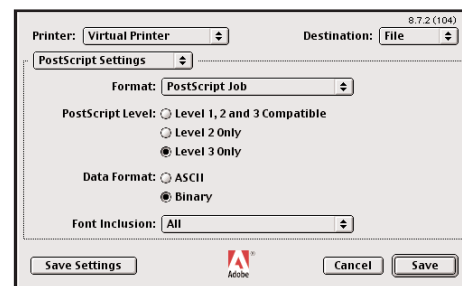 8.7.2 (104)
Printer: Virtual Printer Destination: File
PostScript Settings
Format: PostScript Job
PostScript Level: Level 1, 2 and 3 Compatible
Level 2 Only
Level 3 Only
Data Format: ASCII
Binary
Font Inclusion: All
Save Settings Adobe® Cancel Save